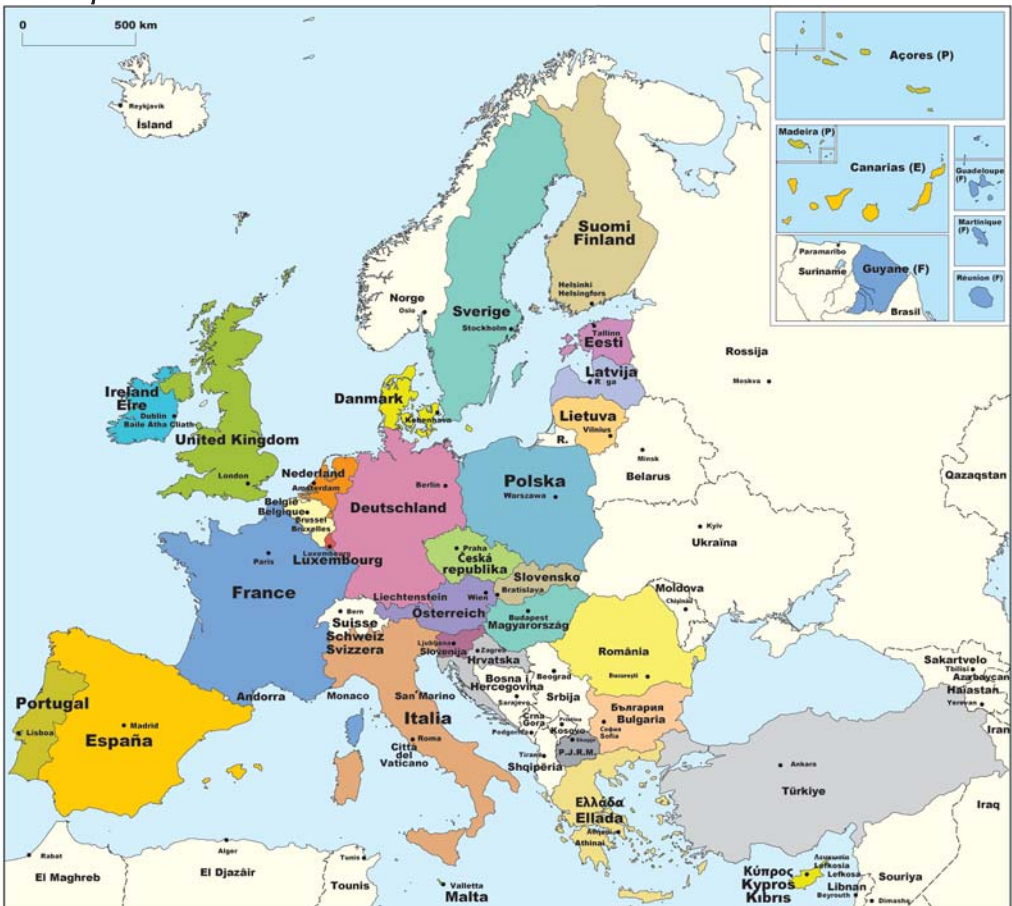 0 500 km
Reykjavik
Ísland
Açores (P)
Madeira (P)
Canarias (E)
Guadeloupe
(F)
Martinique
(F)
Réunion (F)
Paramaribo
Suriname
Guyane (F)
Brasil
Suomi
Finland
Helsinki
Helsingfors
Norge
Oslo
Sverige
Stockholm
Tallinn
Eesti
Latvija
R ga
Lietuva
Vilnius
R.
Rossija
Moskva
Minsk
Belarus
Qazaqstan
Danmark
København
Ireland
Éire
Dublin
Baile Átha Cliath
United Kingdom
London
Nederland
Amsterdam
België
Belgique
Brussel
Bruxelles
Luxembourg
Luxembourg
Deutschland
Berlin
Polska
Warszawa
Kyiv
Ukraïna
Praha
Česká
republika
Slovensko
Bratislava
Paris
France
Liechtenstein
Wien
Österreich
Budapest
Magyarország
Moldova
Chişinău
Bern
Suisse
Schweiz
Svizzera
Ljubljana
Slovenija
Zagreb
Hrvatska
România
Bucureşti
Bosna i
Hercegovina
Sarajevo
Beograd
Srbija
Crna
Gora
Podgorica
Priština
Kosovo
България
Bulgaria
София
Sofia
Skopje
P.J.R.M.
Tirana
Shqipëria
Sakartvelo
Tbilisi
Azərbaycan
Haiastan
Yerevan
Iran
Portugal
Lisboa
Madrid
España
Andorra
Monaco
San Marino
Italia
Roma
Città
del
Vaticano
Ελλάδα
Ellada
Athinai
Ankara
Türkiye
Iraq
Rabat
El Maghreb
Alger
El Djazàir
Tunis
Tounis
Valletta
Malta
Κύπρος
Kypros
Kıbrıs
Λευκωσία
Lefkosia
Lefkosa
Libnan
Beyrouth
Souriya
Dimashq